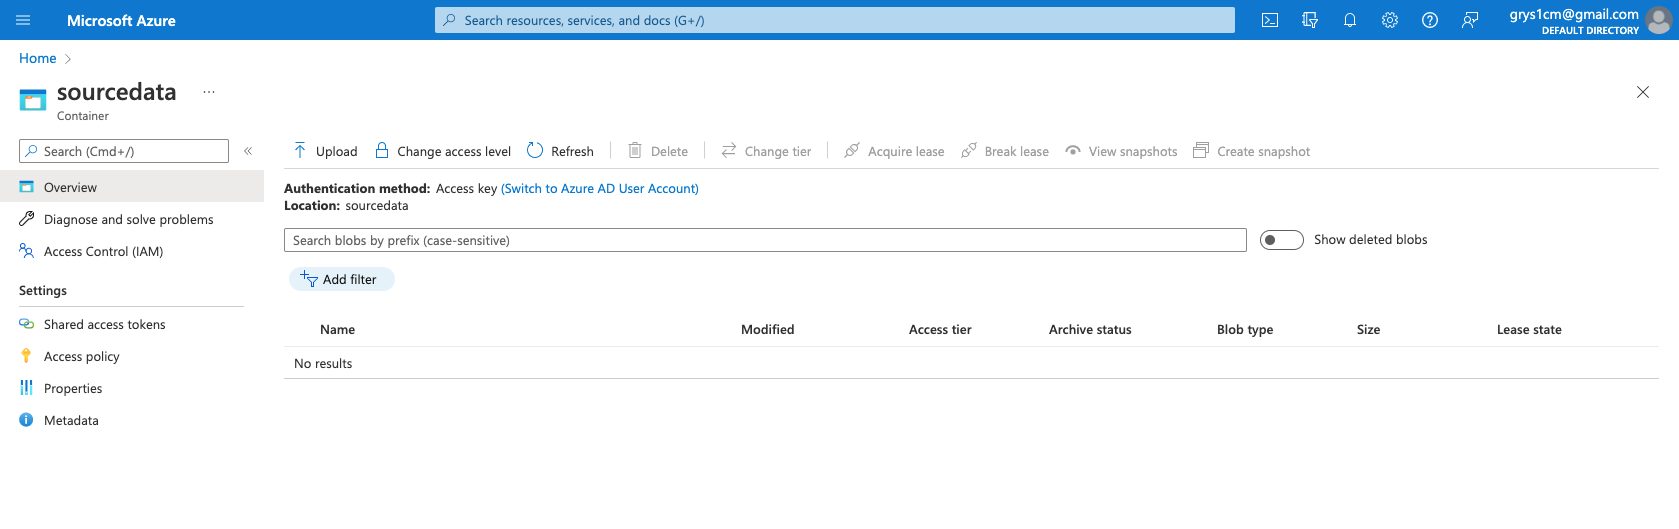 Microsoft Azure
Search resources, services, and docs (G+/)
grys1cm@gmail.com
DEFAULT DIRECTORY
Home
sourcedata
...
Container
Search (Cmd+/)
Overview
Diagnose and solve problems
Access Control (IAM)
Settings
Shared access tokens
Access policy
Properties
Metadata
Upload Change access level Refresh Delete Change tier Acquire lease Break lease View snapshots Create snapshot
Authentication method: Access key (Switch to Azure AD User Account)
Location: sourcedata
Search blobs by prefix (case-sensitive)
Show deleted blobs
Add filter
Name Modified Access tier Archive status Blob type Size Lease state
No results